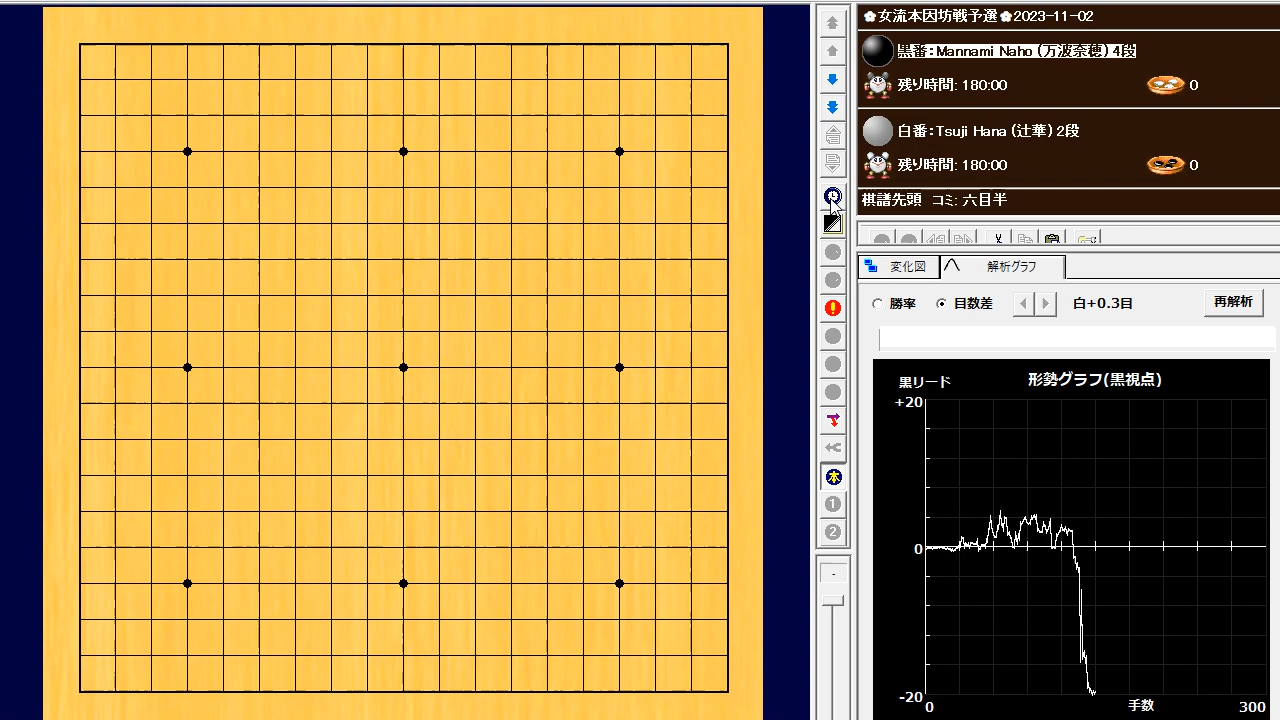 女流本因坊戦予選 2023-11-02
黒番:Mannami Naho (万波奈穂) 4段
残り時間: 180:00 0
白番:Tsuji Hana (辻華) 2段
残り時間: 180:00 0
棋譜先頭 コミ: 六目半
変化図 解析グラフ
勝率 目数差 白+0.3目 再解析
形勢グラフ(黒視点)
黒リード
+20
0
-20
0 手数 300
本
1
2
-